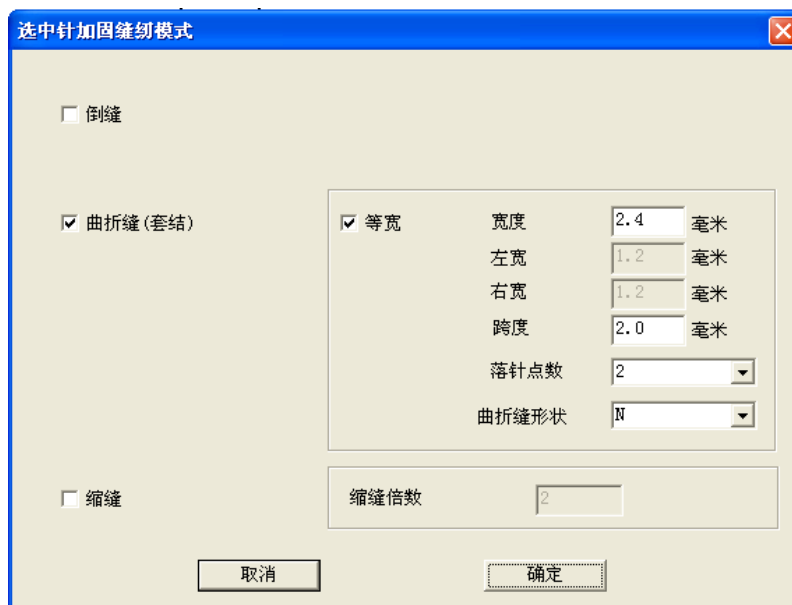 选中针加固缝纫模式
倒缝
曲折缝(套结)
等宽 宽度 2.4 毫米
左宽 1.2 毫米
右宽 1.2 毫米
跨度 2.0 毫米
落针点数 2
曲折缝形状 N
缩缝 缩缝倍数 2
取消 确定